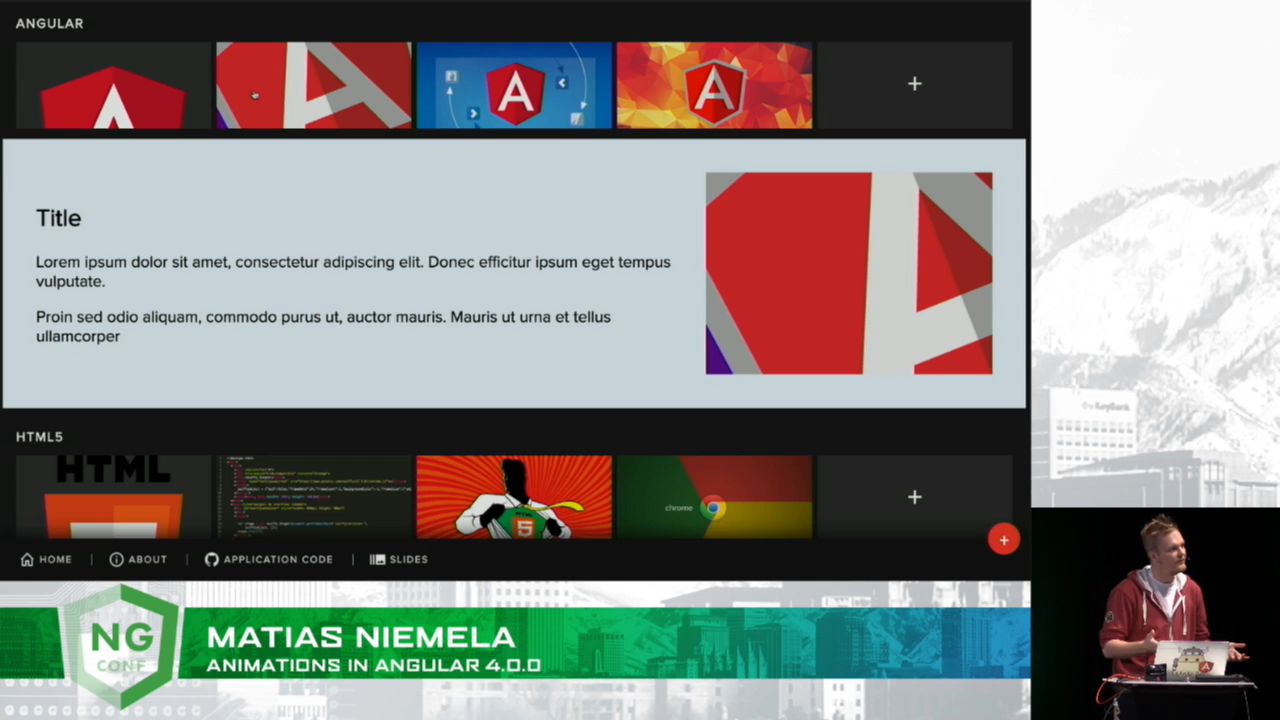 ANGULAR
+
Title
Lorem ipsum dolor sit amet, consectetur adipiscing elit. Donec efficitur ipsum eget tempus
vulputate.
Proin sed odio aliquam, commodo purus ut, auctor mauris. Mauris ut urna et tellus
ullamcorper
HTML5
HTML
5
chrome
+
+
HOME | ABOUT | APPLICATION CODE | SLIDES
NG
CONF
MATIAS NIEMELA
ANIMATIONS IN ANGULAR 4.0.0
KeyBank